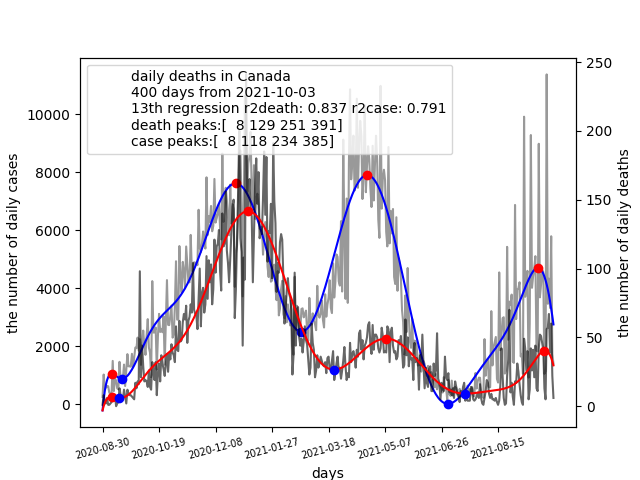 daily deaths in Canada
400 days from 2021-10-03
13th regression r2death: 0.837 r2case: 0.791
death peaks:[  8 129 251 391]
case peaks:[  8 118 234 385]
the number of daily cases
10000
8000
6000
4000
2000
0
250
200
150
100
50
0
the number of daily deaths
2020-08-30
2020-10-19
2020-12-08
2021-01-27
2021-03-18
2021-05-07
2021-06-26
2021-08-15
days